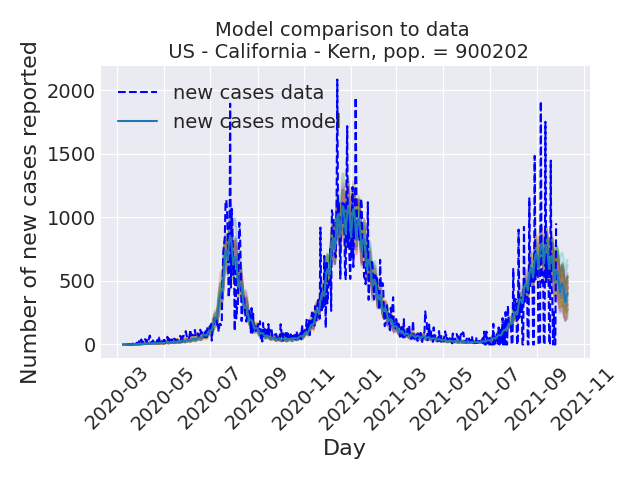 Model comparison to data
US - California - Kern, pop. = 900202
Number of new cases reported
2000
1500
1000
500
0
new cases data
new cases model
2020-03
2020-05
2020-07
2020-09
2020-11
2021-01
2021-03
2021-05
2021-07
2021-09
2021-11
Day